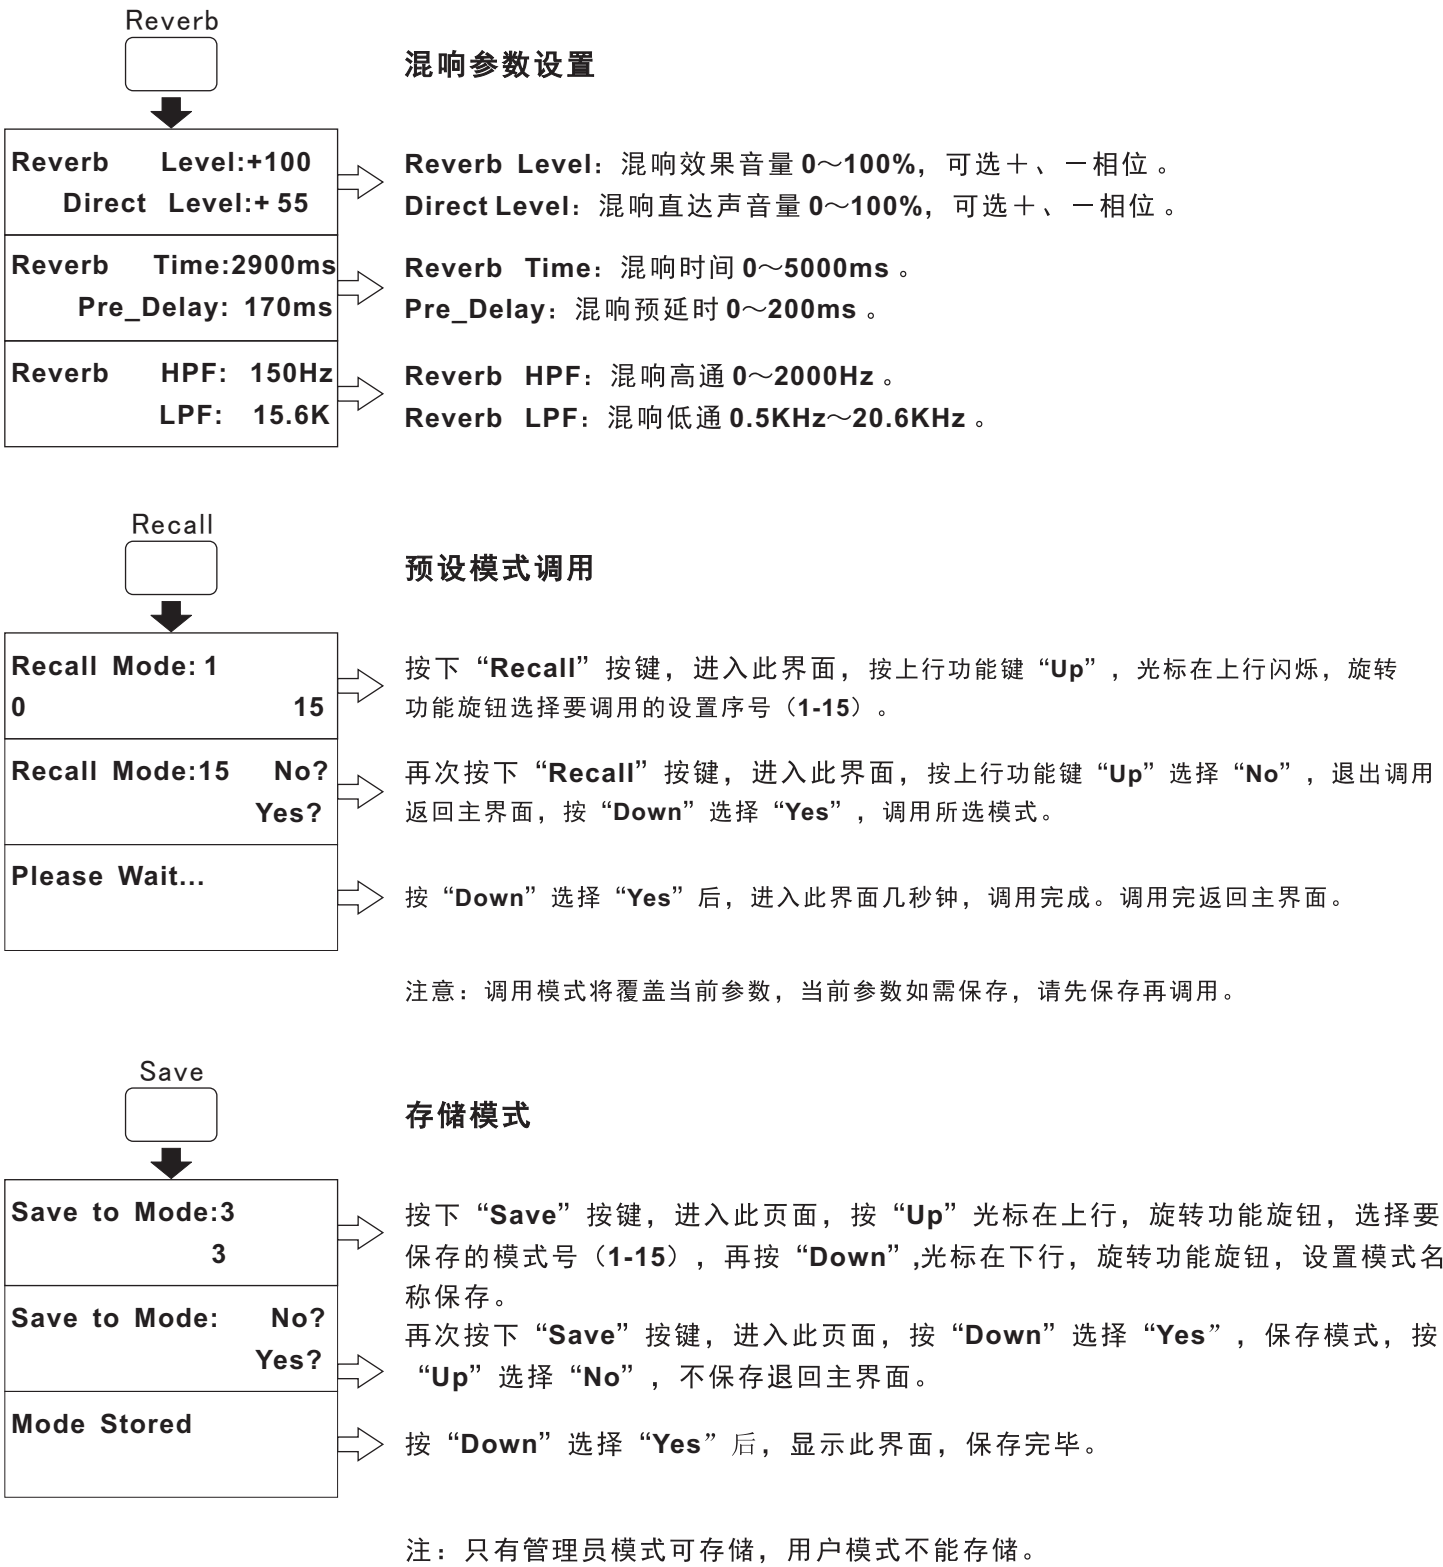 Reverb
混响参数设置
Reverb Level:+100
Direct Level:+ 55
Reverb Level：混响效果音量 0～100%，可选＋、－相位 。
Direct Level：混响直达声音量 0～100%，可选＋、－相位 。
Reverb Time:2900ms
Pre_Delay: 170ms
Reverb Time：混响时间 0～5000ms 。
Pre_Delay：混响预延时 0～200ms 。
Reverb HPF: 150Hz
LPF: 15.6K
Reverb HPF：混响高通 0～2000Hz 。
Reverb LPF：混响低通 0.5KHz～20.6KHz 。
Recall
预设模式调用
Recall Mode: 1
0 15
按下“Recall”按键，进入此界面，按上行功能键“Up”，光标在上行闪烁，旋转
功能旋钮选择要调用的设置序号（1-15）。
Recall Mode:15 No?
Yes?
再次按下“Recall”按键，进入此界面，按上行功能键“Up”选择“No”，退出调用
返回主界面，按“Down”选择“Yes”，调用所选模式。
Please Wait...
按“Down”选择“Yes”后，进入此界面几秒钟，调用完成。调用完返回主界面。
注意：调用模式将覆盖当前参数，当前参数如需保存，请先保存再调用。
Save
存储模式
Save to Mode:3
3
按下“Save”按键，进入此页面，按“Up”光标在上行，旋转功能旋钮，选择要
保存的模式号（1-15），再按“Down”,光标在下行，旋转功能旋钮，设置模式名
称保存。
Save to Mode: No?
Yes?
再次按下“Save”按键，进入此页面，按“Down”选择“Yes”，保存模式，按
“Up”选择“No”，不保存退回主界面。
Mode Stored
按“Down”选择“Yes”后，显示此界面，保存完毕。
注：只有管理员模式可存储，用户模式不能存储。